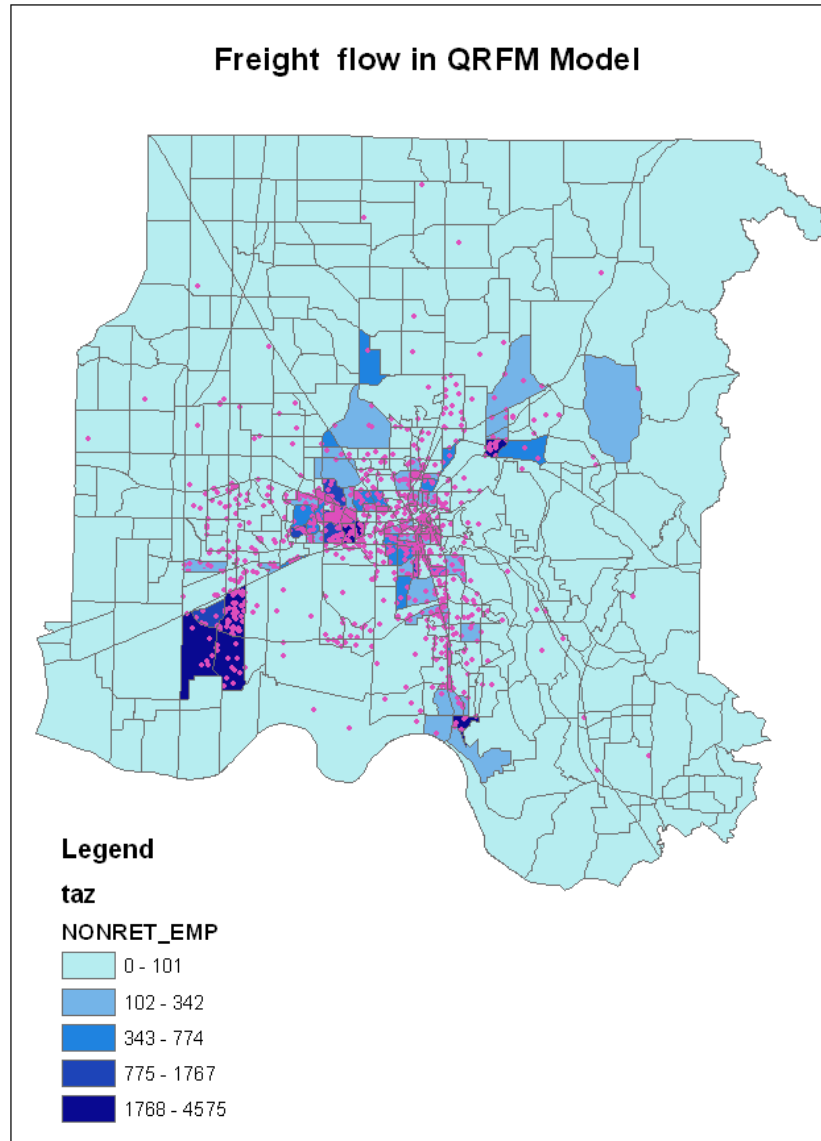 Freight flow in QRFM Model
Legend
taz
NONRET_EMP
0 - 101
102 - 342
343 - 774
775 - 1767
1768 - 4575